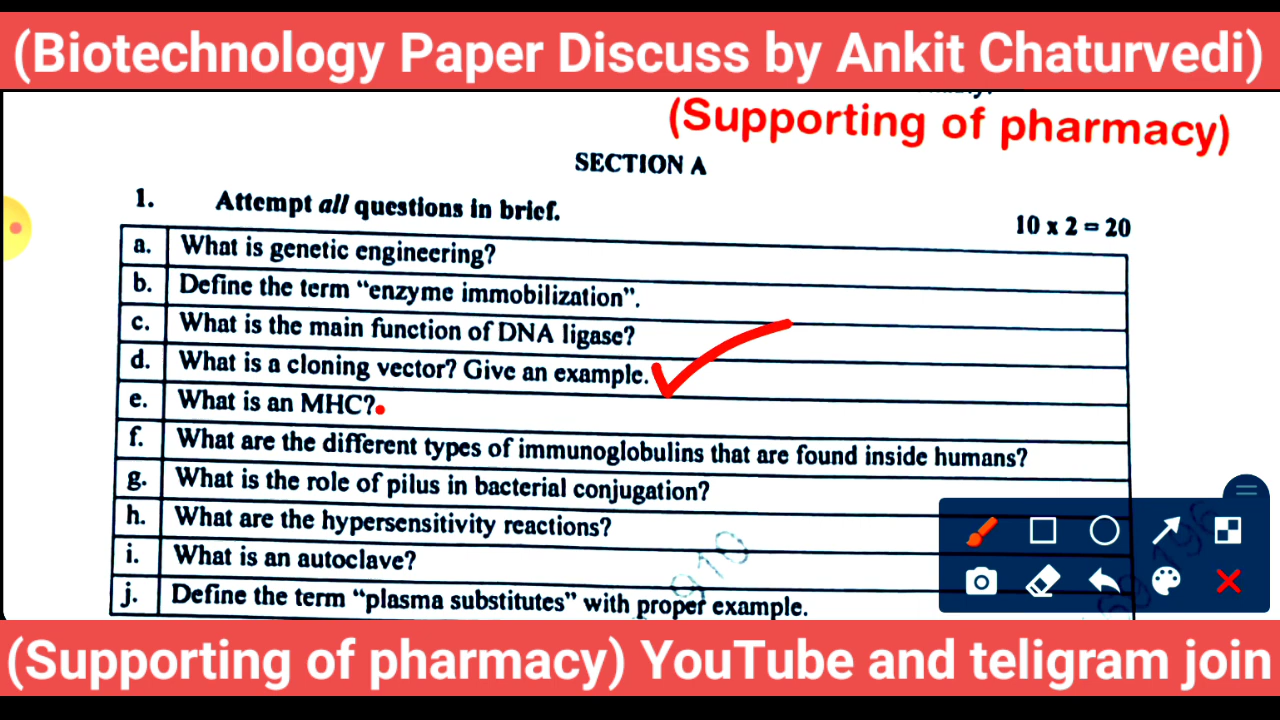 (Biotechnology Paper Discuss by Ankit Chaturvedi)
(Supporting of pharmacy)
SECTION A
1. Attempt all questions in brief. 10 x 2 = 20
a. What is genetic engineering?
b. Define the term “enzyme immobilization”.
c. What is the main function of DNA ligase?
d. What is a cloning vector? Give an example.
e. What is an MHC?
f. What are the different types of immunoglobulins that are found inside humans?
g. What is the role of pilus in bacterial conjugation?
h. What are the hypersensitivity reactions?
i. What is an autoclave?
j. Define the term “plasma substitutes” with proper example.
(Supporting of pharmacy) YouTube and teligram join